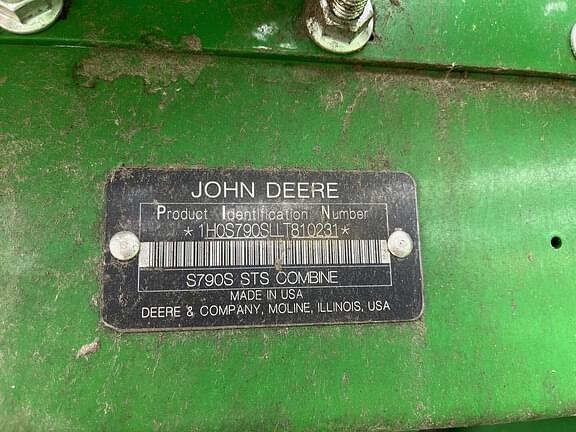 JOHN DEERE
Product Identification Number
*1H0S790SLLT810231*
S790S STS COMBINE
MADE IN USA
DEERE & COMPANY, MOLINE, ILLINOIS, USA